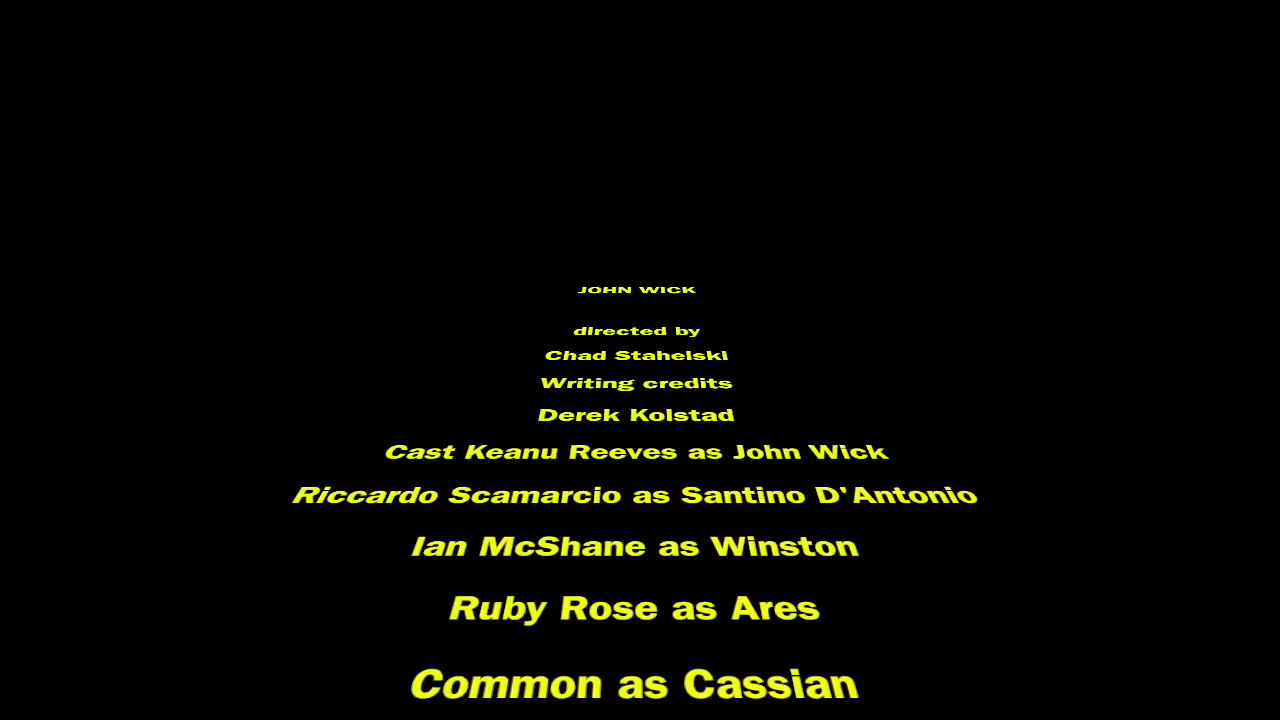 JOHN WICK
directed by
Chad Stahelski
Writing credits
Derek Kolstad
Cast Keanu Reeves as John Wick
Riccardo Scamarcio as Santino D'Antonio
Ian McShane as Winston
Ruby Rose as Ares
Common as Cassian